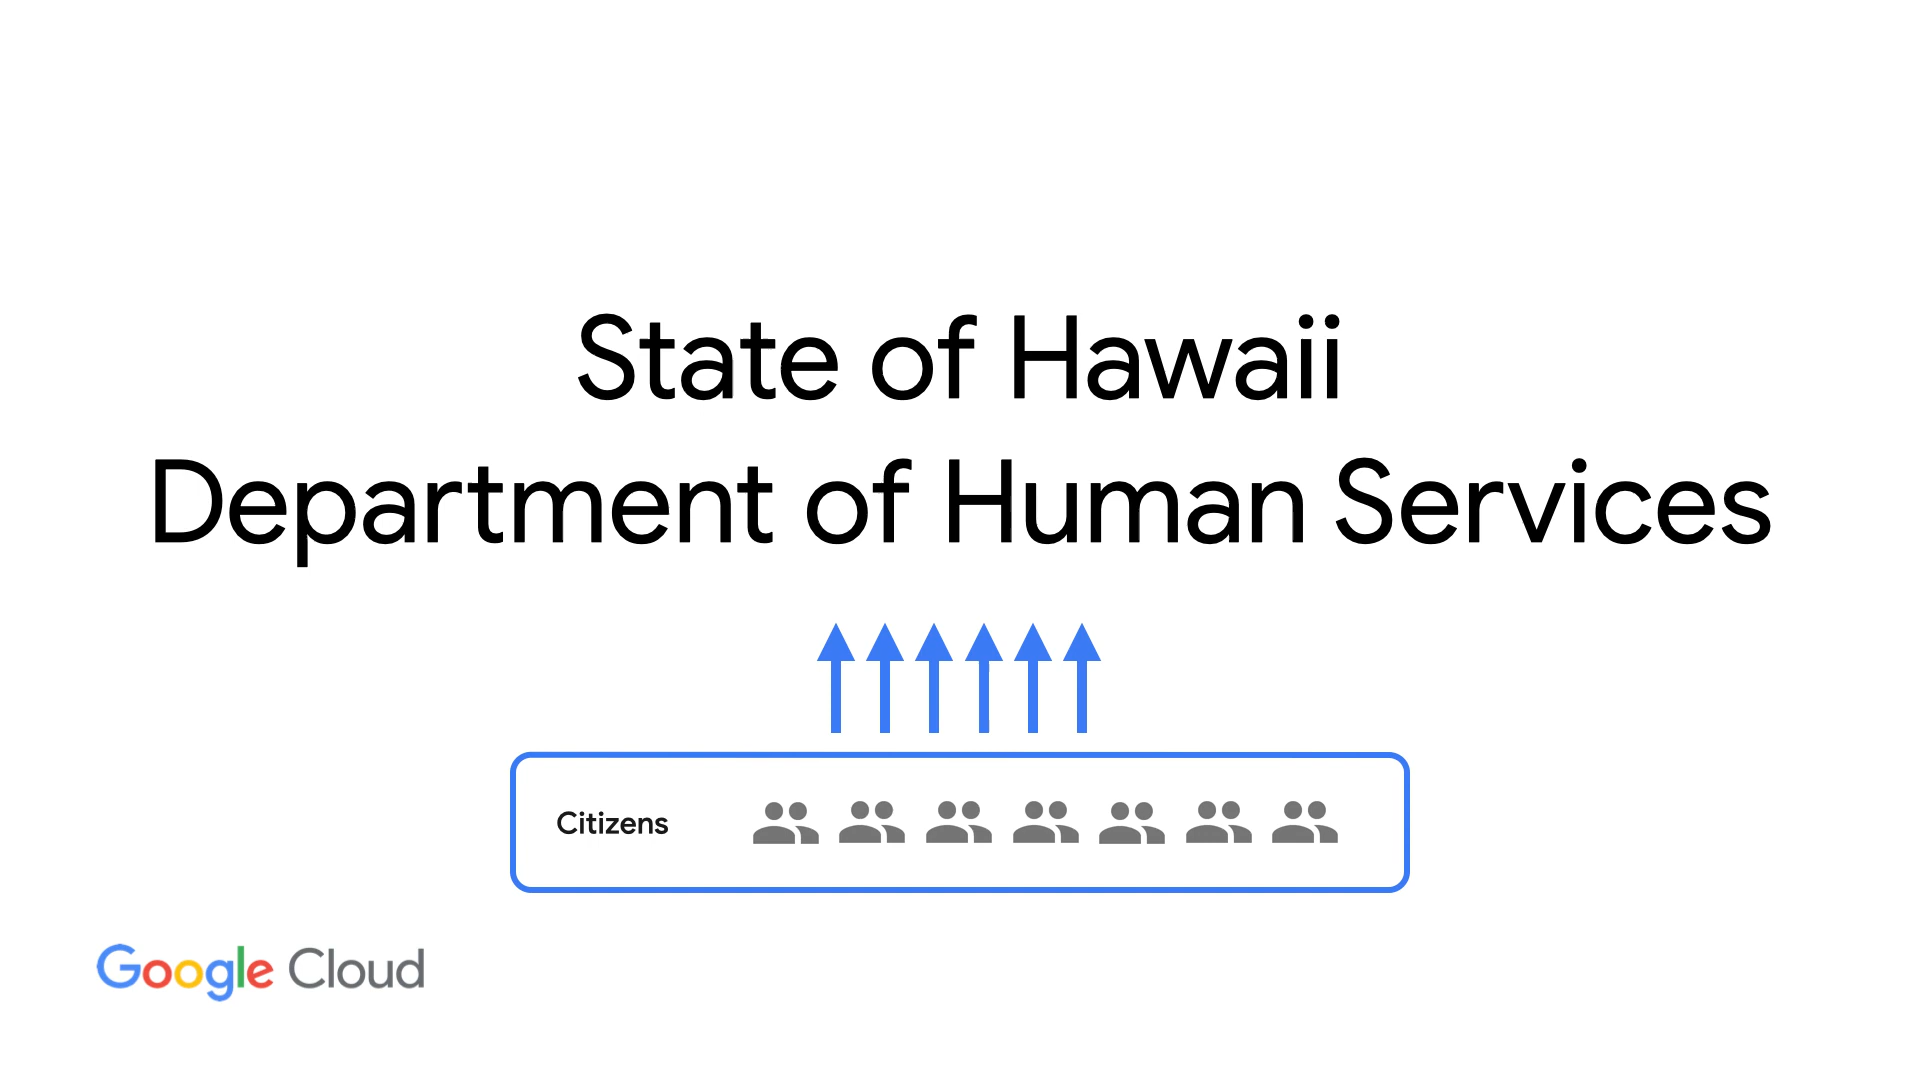 State of Hawaii
Department of Human Services
Citizens
Google Cloud